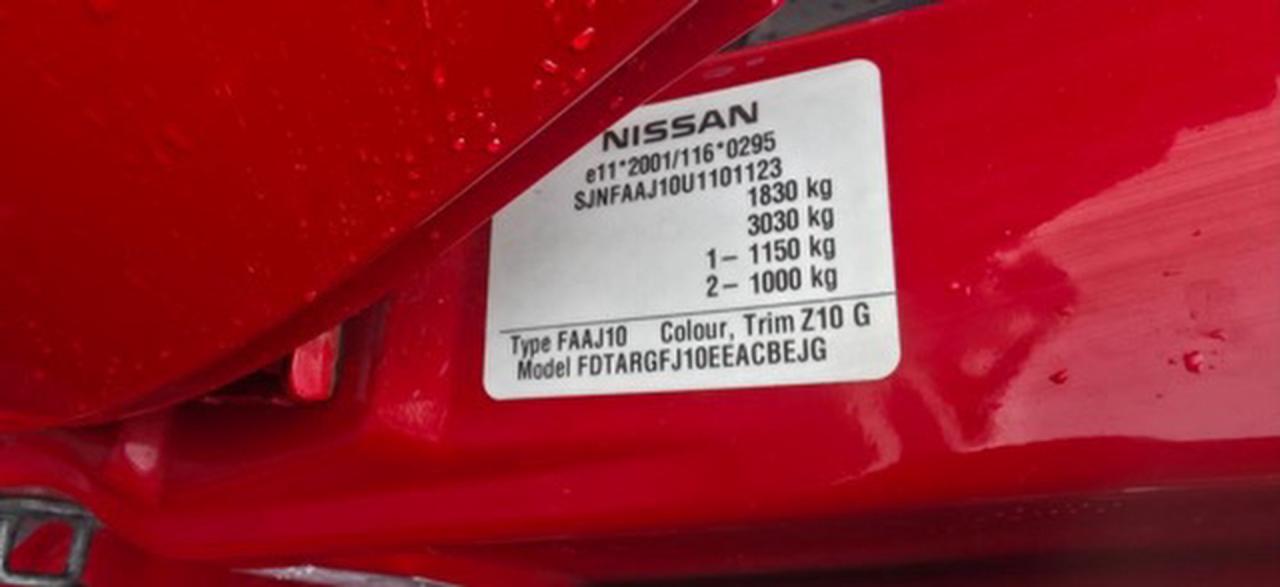 NISSAN
e11*2001/116*0295
SJNFAAJ10U1101123
1830 kg
3030 kg
1– 1150 kg
2– 1000 kg
Type FAAJ10 Colour, Trim Z10 G
Model FDTARGFJ10EEACBEJG